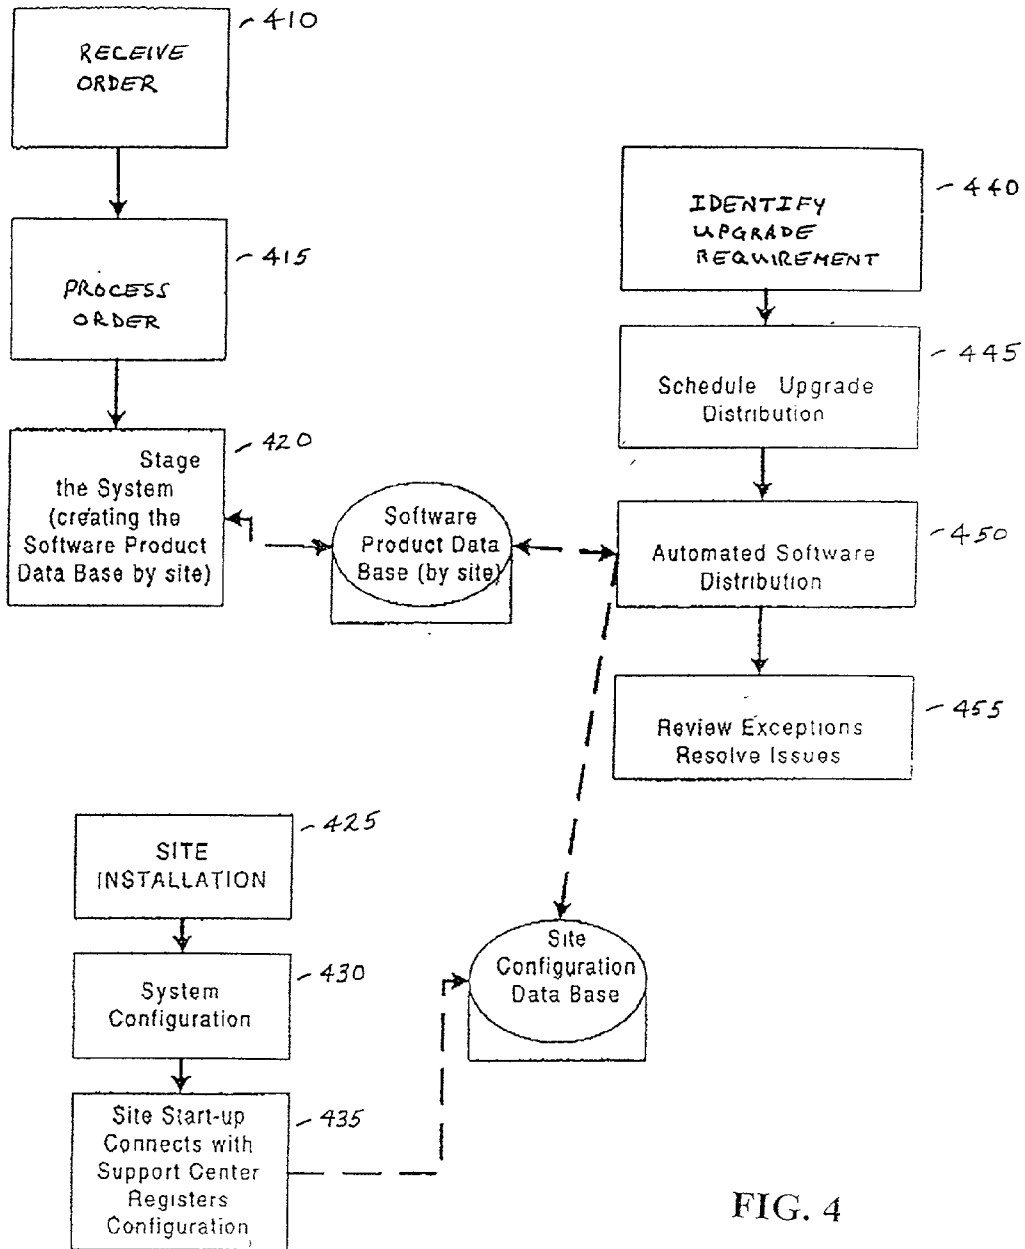 410
RECEIVE
ORDER
415
PROCESS
ORDER
420
Stage
the System
(creating the
Software Product
Data Base by site)
Software
Product Data
Base (by site)
440
IDENTIFY
UPGRADE
REQUIREMENT
445
Schedule Upgrade
Distribution
450
Automated Software
Distribution
455
Review Exceptions
Resolve Issues
425
SITE
INSTALLATION
430
System
Configuration
435
Site Start-up
Connects with
Support Center
Registers
Configuration
Site
Configuration
Data Base
FIG. 4